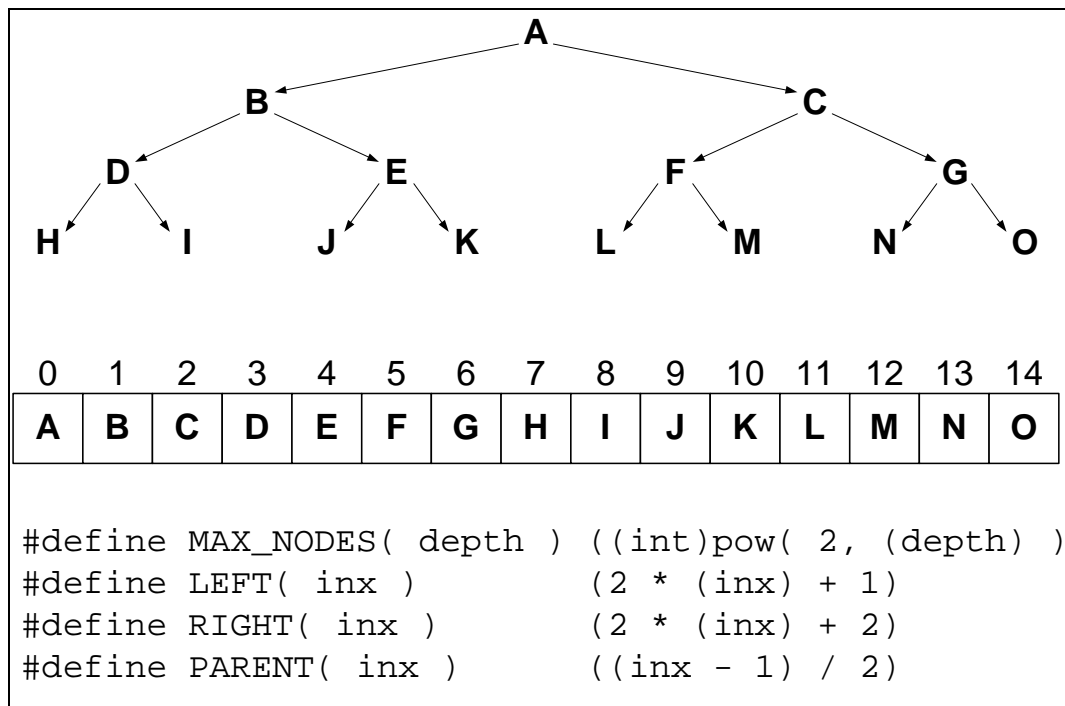 A
B C
D E F G
H I J K L M N O
0 1 2 3 4 5 6 7 8 9 10 11 12 13 14
A B C D E F G H I J K L M N O
#define MAX_NODES( depth ) ((int)pow( 2, (depth) )
#define LEFT( inx ) (2 * (inx) + 1)
#define RIGHT( inx ) (2 * (inx) + 2)
#define PARENT( inx ) ((inx - 1) / 2)